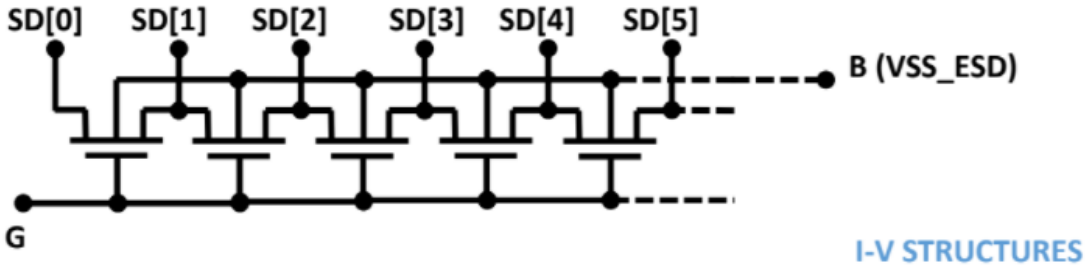 SD[0] SD[1] SD[2] SD[3] SD[4] SD[5]
B (VSS_ESD)
G
I-V STRUCTURES